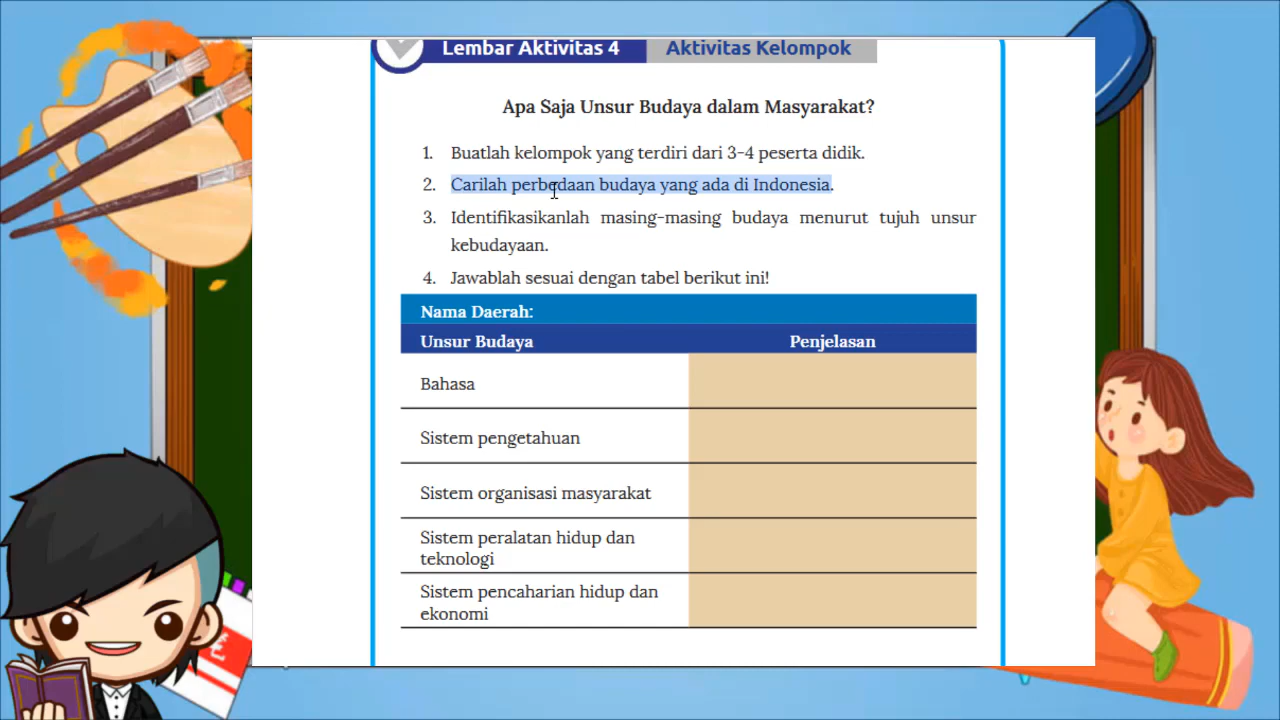 Lembar Aktivitas 4 Aktivitas Kelompok
Apa Saja Unsur Budaya dalam Masyarakat?
1. Buatlah kelompok yang terdiri dari 3-4 peserta didik.
2. Carilah perbedaan budaya yang ada di Indonesia.
3. Identifikasikanlah masing-masing budaya menurut tujuh unsur
kebudayaan.
4. Jawablah sesuai dengan tabel berikut ini!
Nama Daerah:
Unsur Budaya Penjelasan
Bahasa
Sistem pengetahuan
Sistem organisasi masyarakat
Sistem peralatan hidup dan
teknologi
Sistem pencaharian hidup dan
ekonomi